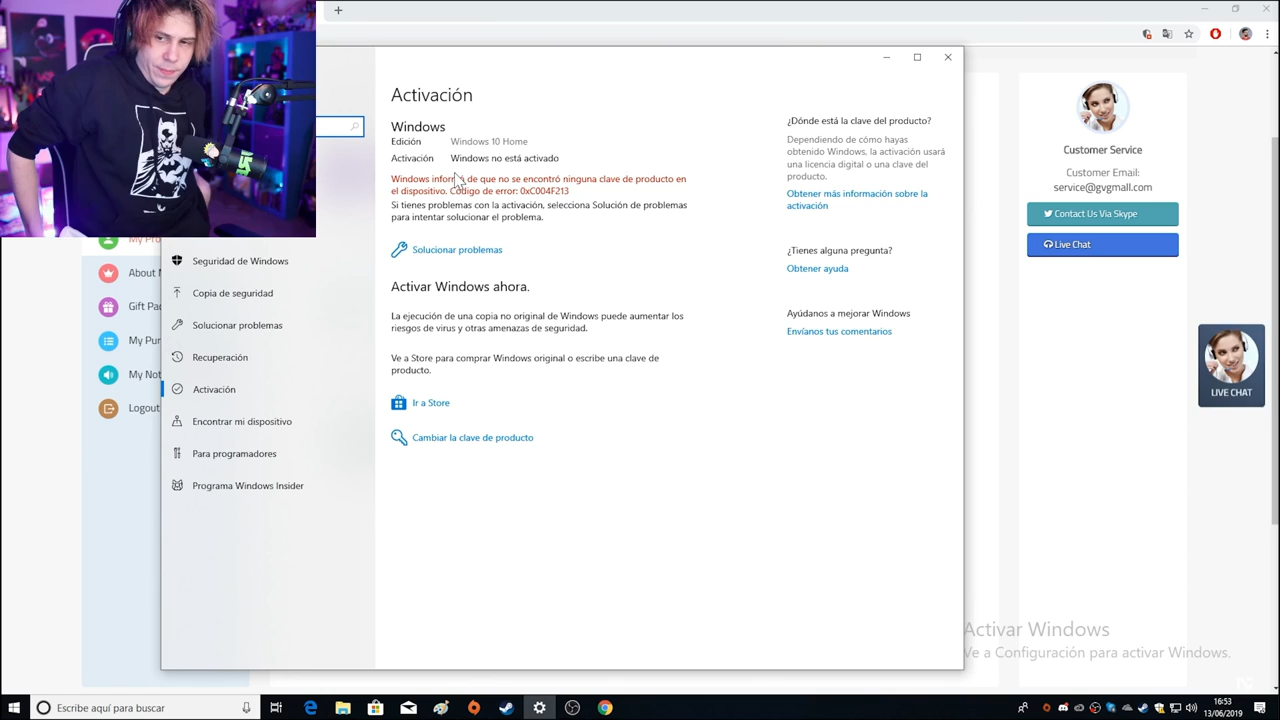 Activación
Windows
Edición Windows 10 Home
Activación Windows no está activado
Windows informa de que no se encontró ninguna clave de producto en
el dispositivo. Código de error: 0xC004F213
Si tienes problemas con la activación, selecciona Solución de problemas
para intentar solucionar el problema.
Solucionar problemas
Activar Windows ahora.
La ejecución de una copia no original de Windows puede aumentar los
riesgos de virus y otras amenazas de seguridad.
Ve a Store para comprar Windows original o escribe una clave de
producto.
Ir a Store
Cambiar la clave de producto
¿Dónde está la clave del producto?
Dependiendo de cómo hayas
obtenido Windows, la activación usará
una licencia digital o una clave del
producto.
Obtener más información sobre la
activación
¿Tienes alguna pregunta?
Obtener ayuda
Ayúdanos a mejorar Windows
Envíanos tus comentarios
Seguridad de Windows
Copia de seguridad
Solucionar problemas
Recuperación
Activación
Encontrar mi dispositivo
Para programadores
Programa Windows Insider
My Pro
About M
Gift Pac
My Pur
My Not
Logout
Customer Service
Customer Email:
service@gvgmall.com
Contact Us Via Skype
Live Chat
LIVE CHAT
Activar Windows
Ve a Configuración para activar Windows.
Escribe aquí para buscar
16:53
13/06/2019